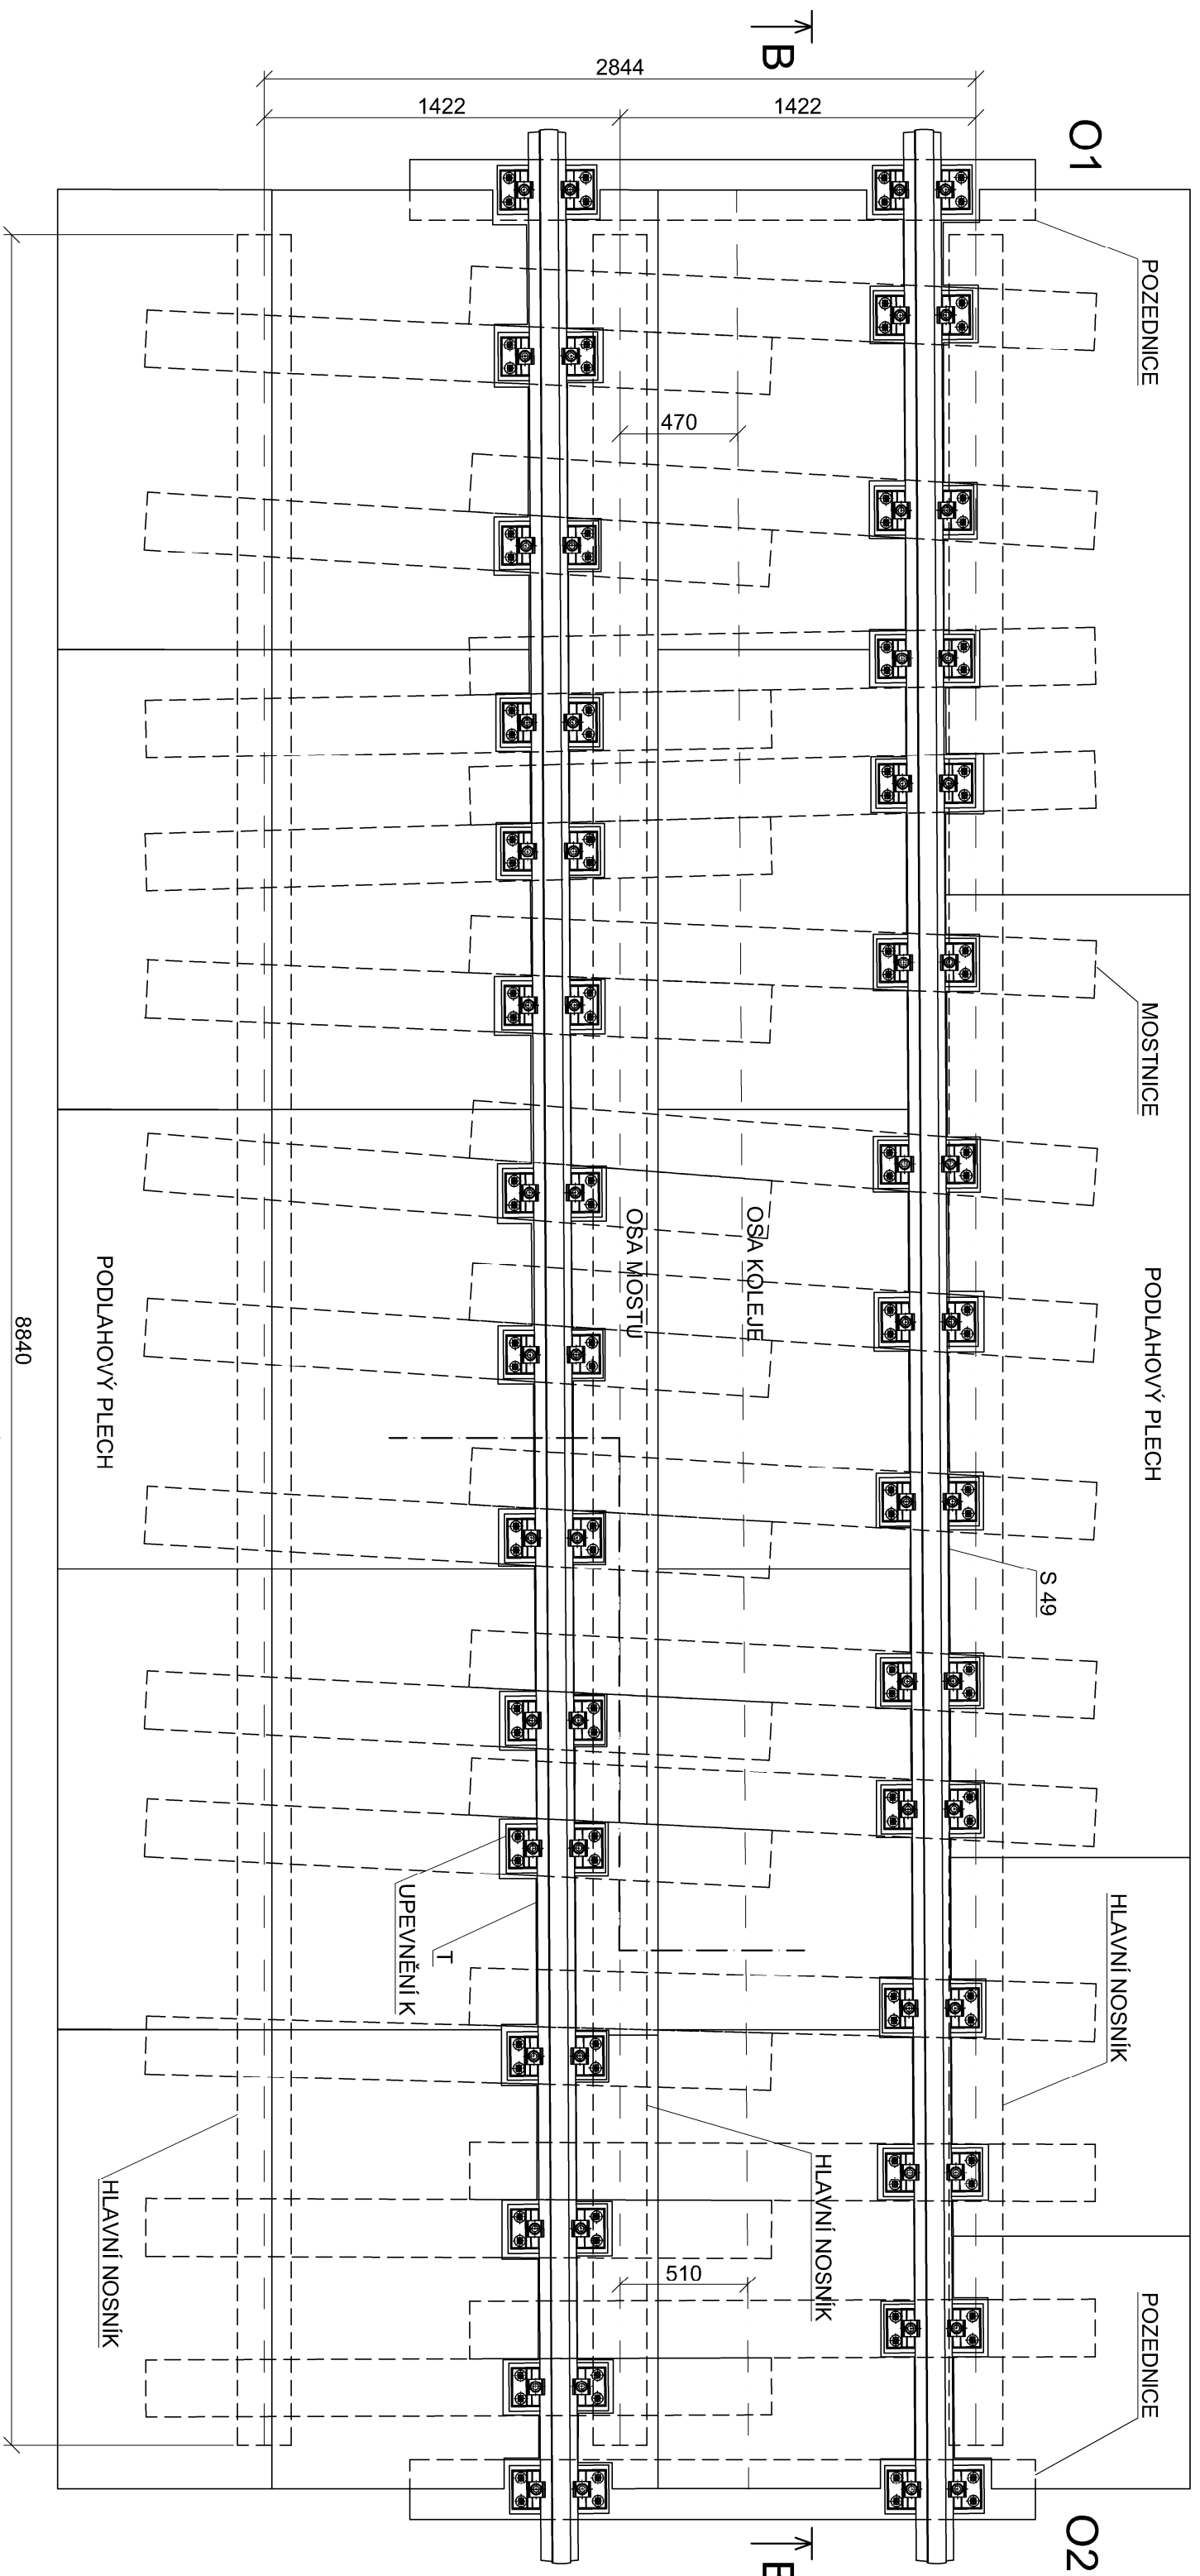 B
O1
2844
1422
1422
POZEDNICE
470
MOSTNICE
OSA MOSTU
OSA KOLEJE
PODLAHOVÝ PLECH
PODLAHOVÝ PLECH
8840
S 49
T
UPEVNĚNÍ K
HLAVNÍ NOSNÍK
HLAVNÍ NOSNÍK
HLAVNÍ NOSNÍK
510
POZEDNICE
O2